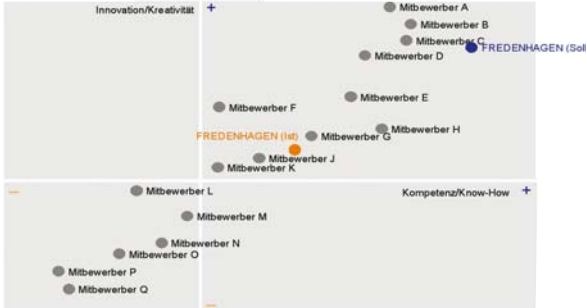 Innovation/Kreativität +
Mitbewerber A
Mitbewerber B
Mitbewerber C
FREDENHAGEN (Soll
Mitbewerber D
Mitbewerber E
Mitbewerber F
Mitbewerber H
FREDENHAGEN (Ist)
Mitbewerber G
Mitbewerber J
Mitbewerber K
– Mitbewerber L
Kompetenz/Know-How +
Mitbewerber M
Mitbewerber N
Mitbewerber O
Mitbewerber P
Mitbewerber Q
–